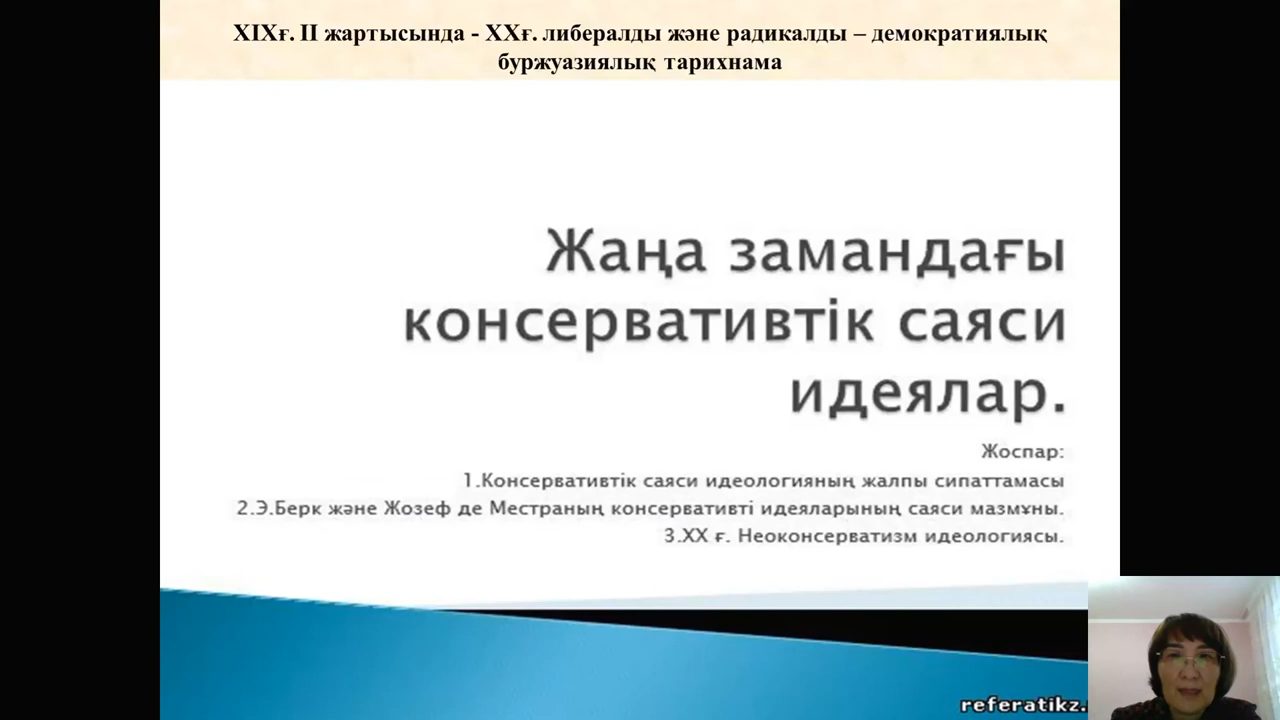 XIXғ. II жартысында - XXғ. либералды және радикалды – демократиялық
буржуазиялық тарихнама
Жаңа замандағы
консервативтік саяси
идеялар.
Жоспар:
1.Консервативтік саяси идеологияның жалпы сипаттамасы
2.Э.Берк және Жозеф де Местраның консервативті идеяларының саяси мазмұны.
3.XX ғ. Неоконсерватизм идеологиясы.
referatikz.